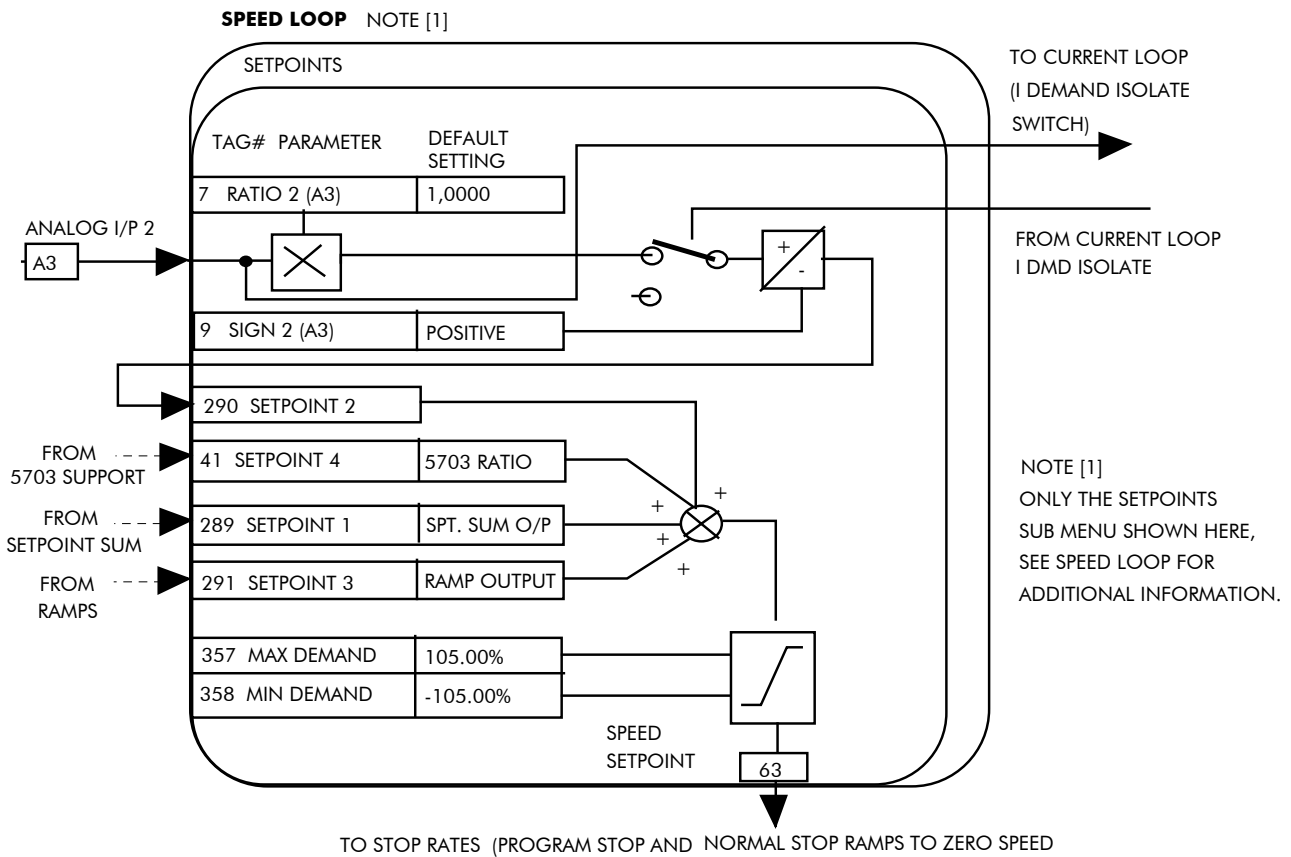 SPEED LOOP NOTE [1]
SETPOINTS
TO CURRENT LOOP
(I DEMAND ISOLATE
SWITCH)
TAG# PARAMETER
DEFAULT
SETTING
7 RATIO 2 (A3) 1,0000
ANALOG I/P 2
A3
+
-
FROM CURRENT LOOP
I DMD ISOLATE
9 SIGN 2 (A3) POSITIVE
290 SETPOINT 2
FROM
5703 SUPPORT
41 SETPOINT 4 5703 RATIO
FROM
SETPOINT SUM
289 SETPOINT 1 SPT. SUM O/P
FROM
RAMPS
291 SETPOINT 3 RAMP OUTPUT
+
+
+
+
NOTE [1]
ONLY THE SETPOINTS
SUB MENU SHOWN HERE,
SEE SPEED LOOP FOR
ADDITIONAL INFORMATION.
357 MAX DEMAND 105.00%
358 MIN DEMAND -105.00%
SPEED
SETPOINT
63
TO STOP RATES (PROGRAM STOP AND NORMAL STOP RAMPS TO ZERO SPEED